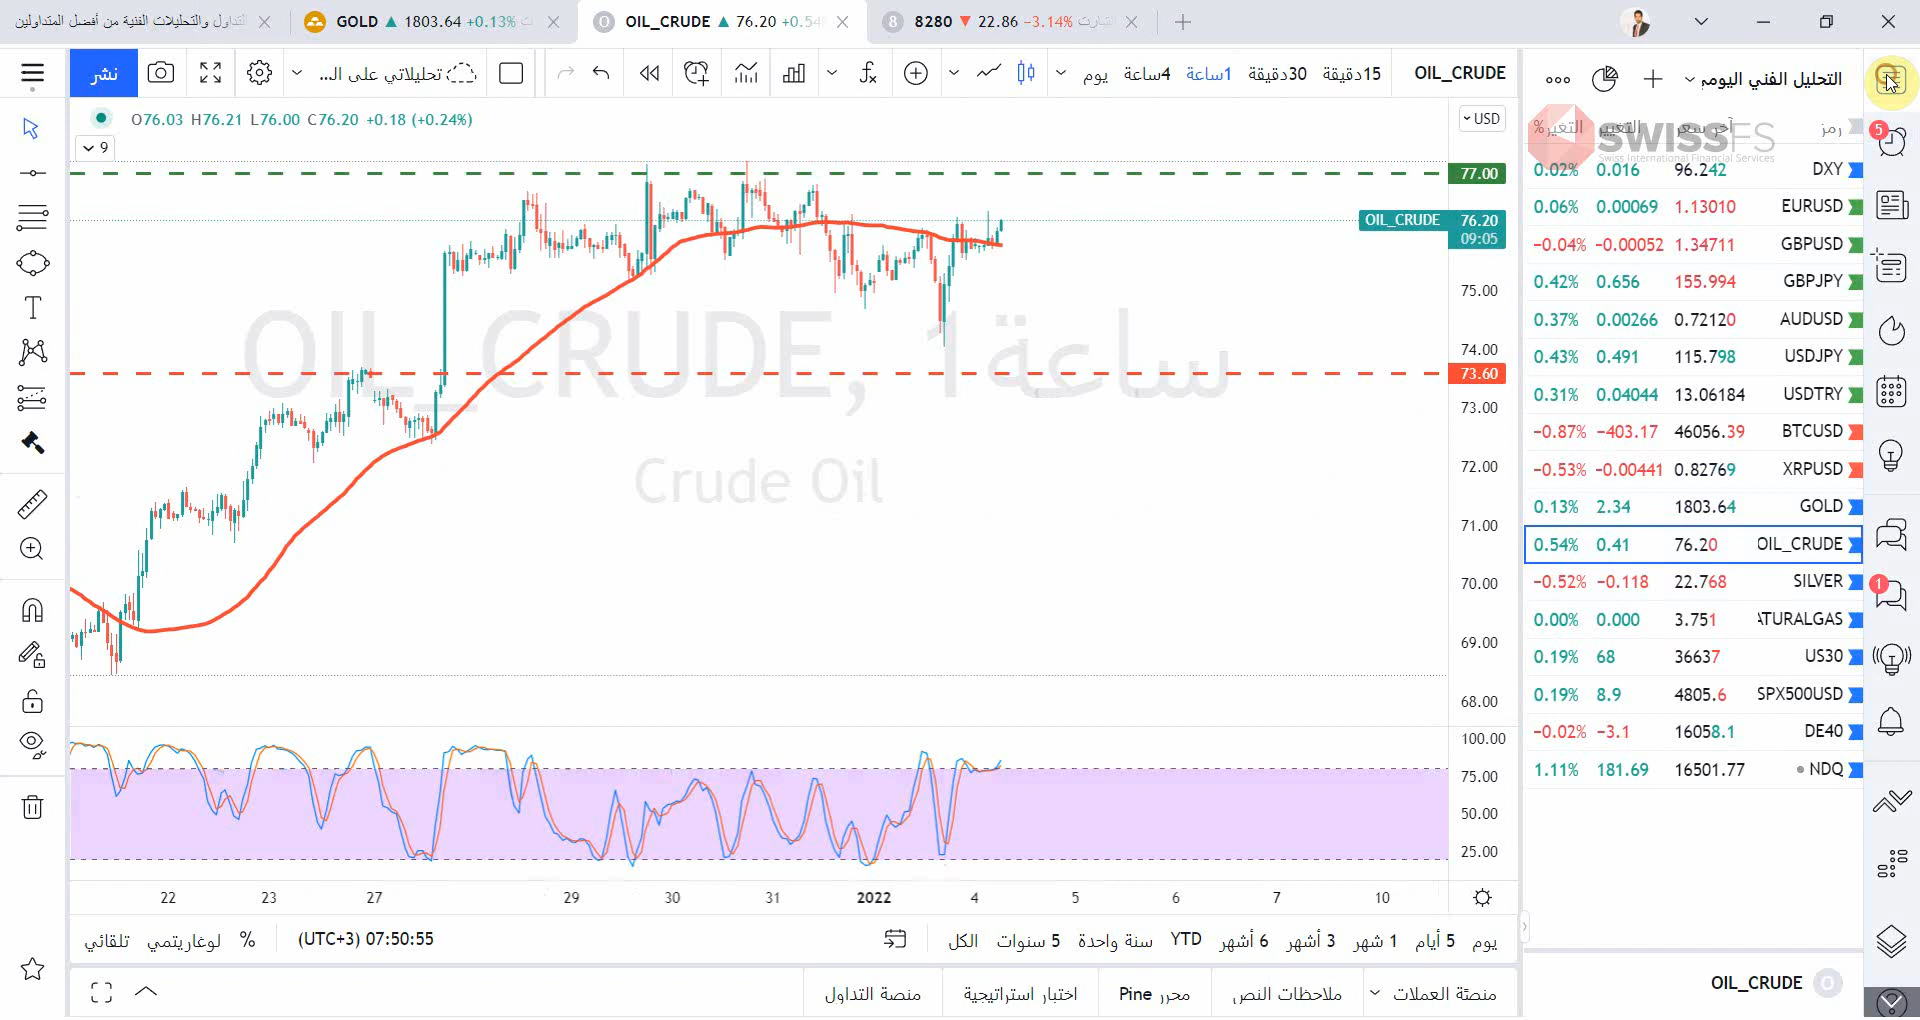 التداول والتحليلات الفنية من أفضل المتداولين
GOLD ▲ 1803.64 +0.13%
OIL_CRUDE ▲ 76.20 +0.54
8280 ▼ 22.86 −3.14%
نشر
تحليلاتي على الـ...
يوم
4ساعة
1ساعة
30دقيقة
15دقيقة
OIL_CRUDE
التحليل الفني اليومي
O76.03 H76.21 L76.00 C76.20 +0.18 (+0.24%)
9
USD
77.00
OIL_CRUDE 76.20
09:05
75.00
74.00
73.60
73.00
72.00
71.00
70.00
69.00
68.00
OIL_CRUDE, 1ساعة
Crude Oil
100.00
75.00
50.00
25.00
22 23 27 29 30 31 2022 4 5 6 7 10
رمز آخر سعر التغيير التغير%
SWISSFS
Swiss International Financial Services
DXY 96.242 0.016 0.02%
EURUSD 1.13010 0.00069 0.06%
GBPUSD 1.34711 −0.00052 −0.04%
GBPJPY 155.994 0.656 0.42%
AUDUSD 0.72120 0.00266 0.37%
USDJPY 115.798 0.491 0.43%
USDTRY 13.06184 0.04044 0.31%
BTCUSD 46056.39 −403.17 −0.87%
XRPUSD 0.82769 −0.00441 −0.53%
GOLD 1803.64 2.34 0.13%
OIL_CRUDE 76.20 0.41 0.54%
SILVER 22.768 −0.118 −0.52%
ATURALGAS 3.751 0.000 0.00%
US30 36637 68 0.19%
SPX500USD 4805.6 8.9 0.19%
DE40 16058.1 −3.1 −0.02%
NDQ 16501.77 181.69 1.11%
5
1
تلقائي
لوغاريتمي
%
07:50:55 (UTC+3)
الكل
5 سنوات
سنة واحدة
YTD
6 أشهر
3 أشهر
1 شهر
5 أيام
يوم
منصة التداول
اختبار استراتيجية
محرر Pine
ملاحظات النص
منصئة العملات
OIL_CRUDE
O